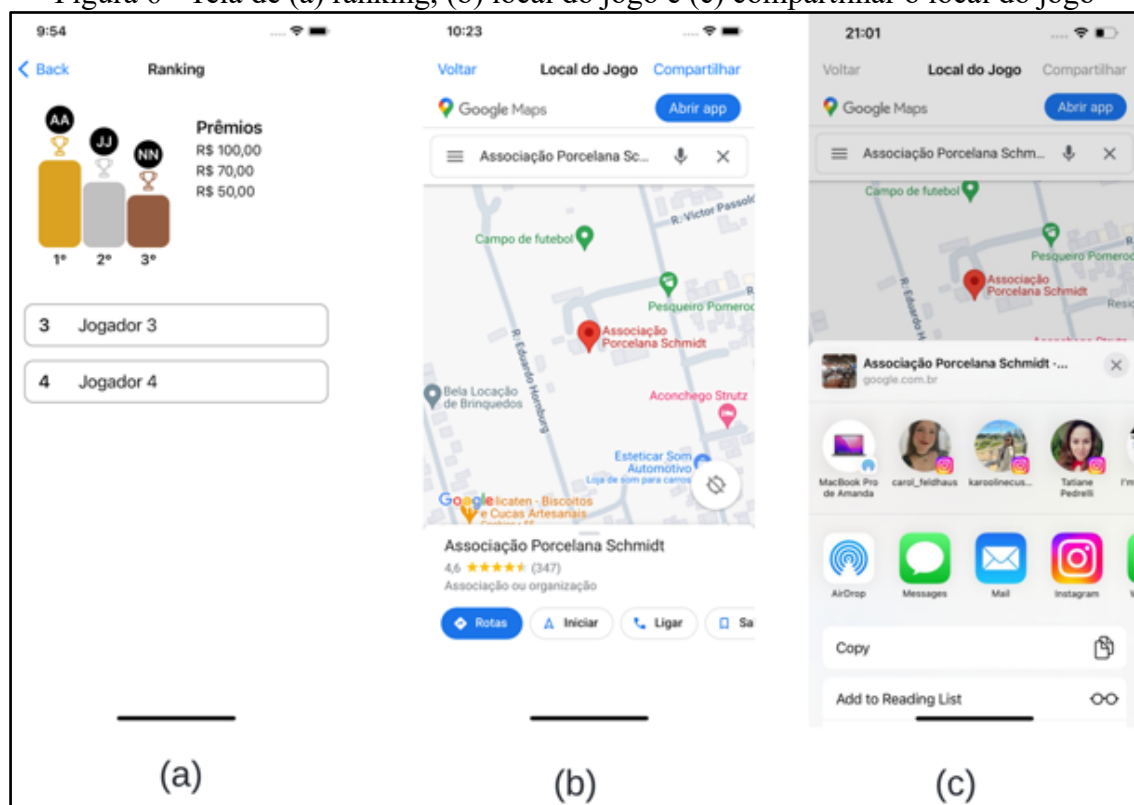 Figura 6 - Tela de (a) ranking, (b) local do jogo e (c) compartilhar o local do jogo
9:54
Back
Ranking
AA
JJ
NN
Prêmios
R$ 100,00
R$ 70,00
R$ 50,00
1º 2º 3º
3 Jogador 3
4 Jogador 4
(a)
10:23
Voltar Local do Jogo Compartilhar
Google Maps Abrir app
Associação Porcelana Sc...
R. Victor Passold
Campo de futebol
Pesqueiro Pomeroc
R. Eduardo Hornburg
Associação
Porcelana Schmidt
Bela Locação
de Brinquedos
Aconchego Strutz
Esteticar Som
Automotivo
Loja de som para carros
Google
licaten - Biscoitos
e Cucas Artesanais
Associação Porcelana Schmidt
4,6 (347)
Associação ou organização
Rotas Iniciar Ligar Sa
(b)
21:01
Voltar Local do Jogo Compartilhar
Google Maps Abrir app
Associação Porcelana Schm...
Campo de futebol
Pesqueiro Pomeroc
R. Eduardo
Associação
Porcelana Schmidt
Resid
Associação Porcelana Schmidt -...
google.com.br
MacBook Pro
de Amanda
carol_feldhaus
karoolinecus...
Tatiane
Pedrelli
I'm
AirDrop Messages Mail Instagram W
Copy
Add to Reading List
(c)